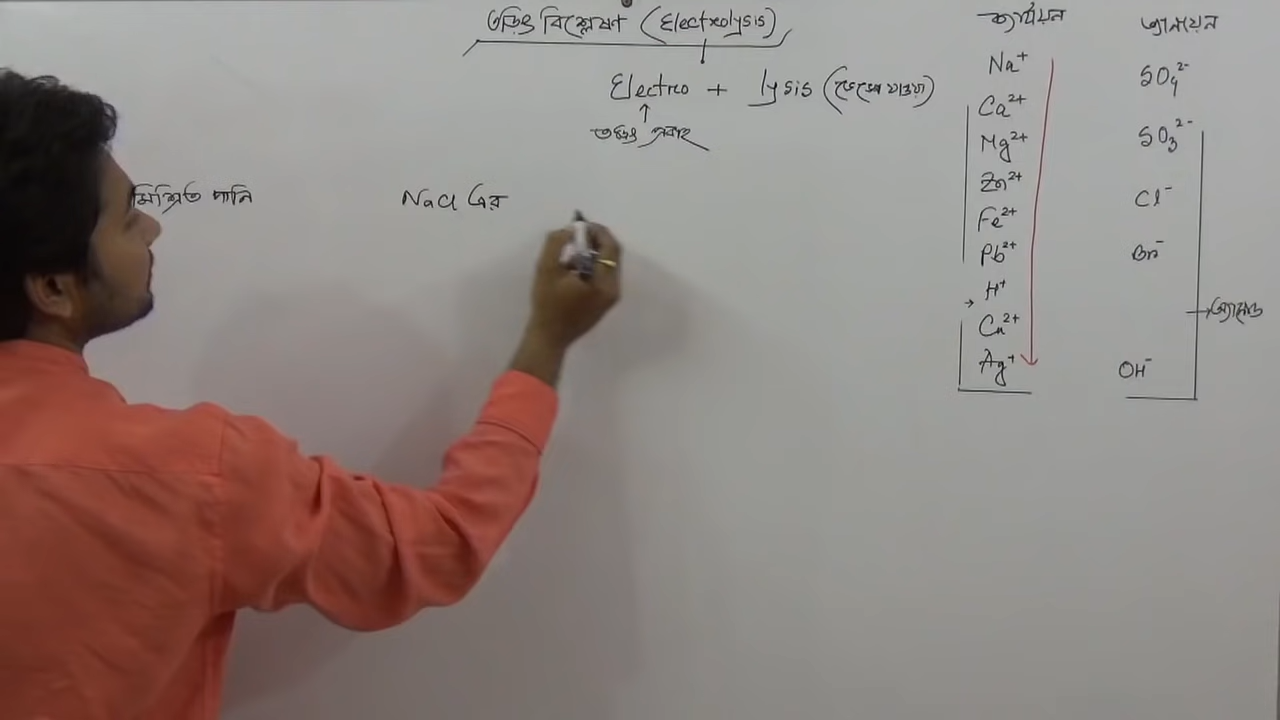 তড়িৎ বিশ্লেষণ (Electrolysis)
Electro + lysis (ভেঙ্গে যাওয়া)
তড়িৎ প্রবাহ
মিশ্রিত পানি
NaCl এর
ক্যাটায়ন
Na⁺
Ca²⁺
Mg²⁺
Zn²⁺
Fe²⁺
Pb²⁺
H⁺
Cu²⁺
Ag⁺
অ্যানায়ন
SO₄²⁻
SO₃²⁻
Cl⁻
Br⁻
OH⁻